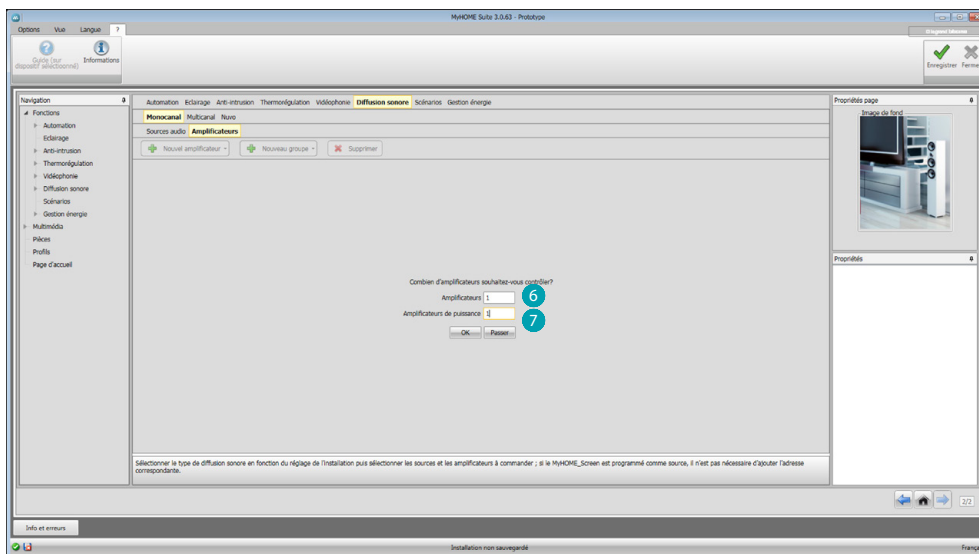 MyHOME Suite 3.0.63 - Prototype
Options Vue Langue ?
Guide (sur dispositif sélectionné)
Informations
Enregistrer Ferme
Navigation
Fonctions
Automation
Eclairage
Anti-intrusion
Thermorégulation
Vidéophonie
Diffusion sonore
Scénarios
Gestion énergie
Multimédia
Pièces
Profils
Page d'accueil
Automation Eclairage Anti-intrusion Thermorégulation Vidéophonie Diffusion sonore Scénarios Gestion énergie
Monocanal Multicanal Nuvo
Sources audio Amplificateurs
Nouvel amplificateur Nouveau groupe Supprimer
Combien d'amplificateurs souhaitez-vous contrôler?
Amplificateurs 1 6
Amplificateurs de puissance 1 7
OK Passer
Sélectionner le type de diffusion sonore en fonction du réglage de l'installation puis sélectionner les sources et les amplificateurs à commander ; si le MyHOME_Screen est programmé comme source, il n'est pas nécessaire d'ajouter l'adresse
correspondante.
Propriétés page
Image de fond
Propriétés
2/2
Info et erreurs
Installation non sauvegardé
França